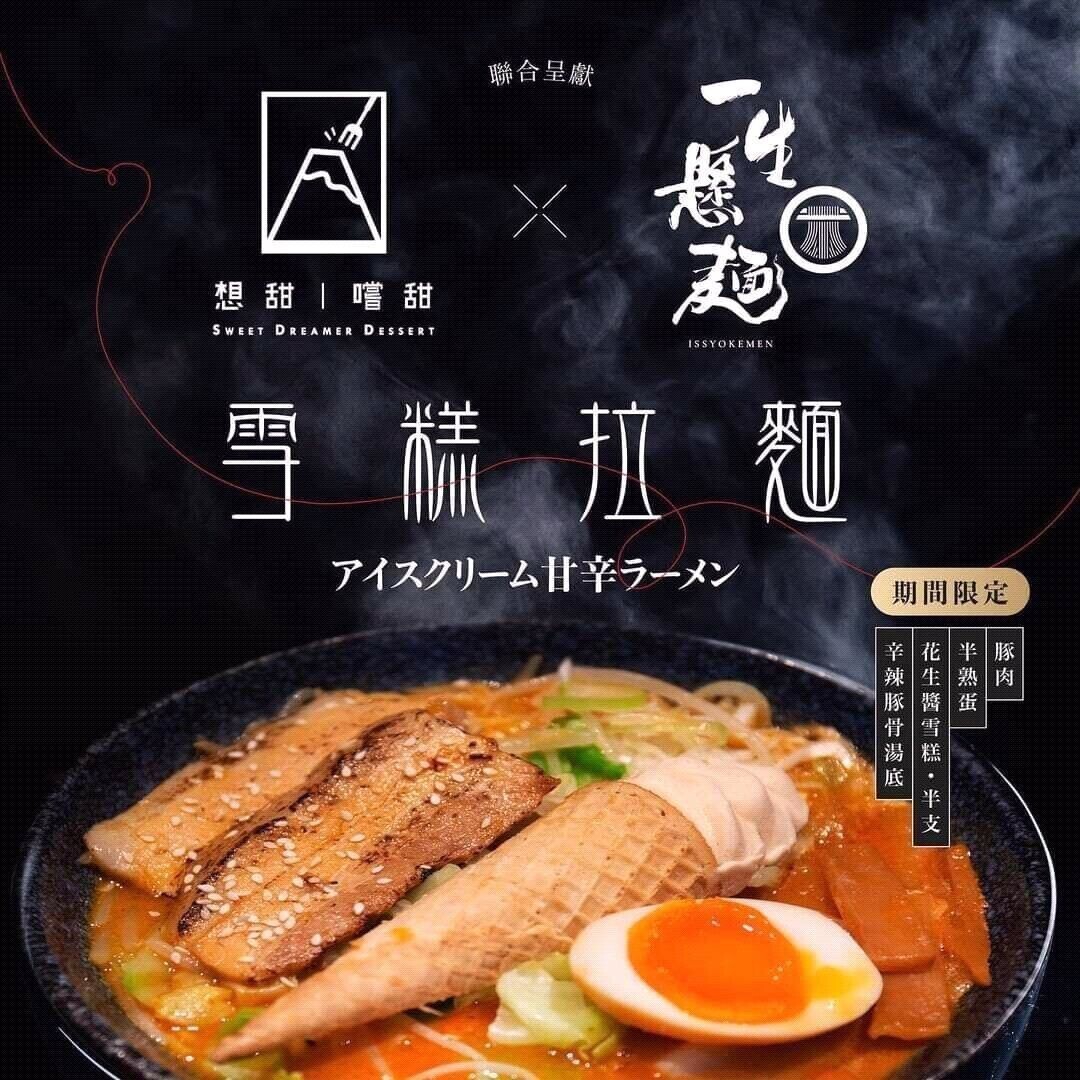 聯合呈獻
想甜｜嚐甜
SWEET DREAMER DESSERT
一生懸麵
ISSYOKEMEN
雪糕拉麵
アイスクリーム甘辛ラーメン
期間限定
豚肉
半熟蛋
花生醬雪糕・半支
辛辣豚骨湯底